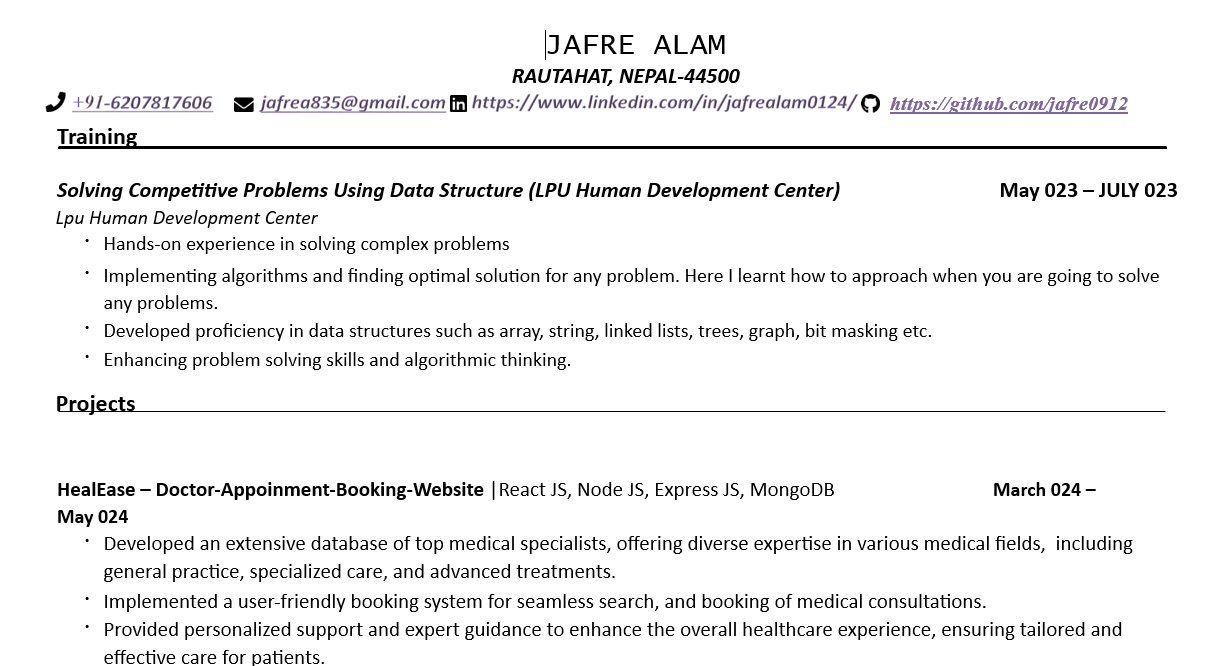 JAFRE ALAM
RAUTAHAT, NEPAL-44500
+91-6207817606 jafrea835@gmail.com https://www.linkedin.com/in/jafrealam0124/ https://github.com/jafre0912
Training
Solving Competitive Problems Using Data Structure (LPU Human Development Center) May 023 – JULY 023
Lpu Human Development Center
· Hands-on experience in solving complex problems
· Implementing algorithms and finding optimal solution for any problem. Here I learnt how to approach when you are going to solve
any problems.
· Developed proficiency in data structures such as array, string, linked lists, trees, graph, bit masking etc.
· Enhancing problem solving skills and algorithmic thinking.
Projects
HealEase – Doctor-Appoinment-Booking-Website |React JS, Node JS, Express JS, MongoDB March 024 –
May 024
· Developed an extensive database of top medical specialists, offering diverse expertise in various medical fields, including
general practice, specialized care, and advanced treatments.
· Implemented a user-friendly booking system for seamless search, and booking of medical consultations.
· Provided personalized support and expert guidance to enhance the overall healthcare experience, ensuring tailored and
effective care for patients.